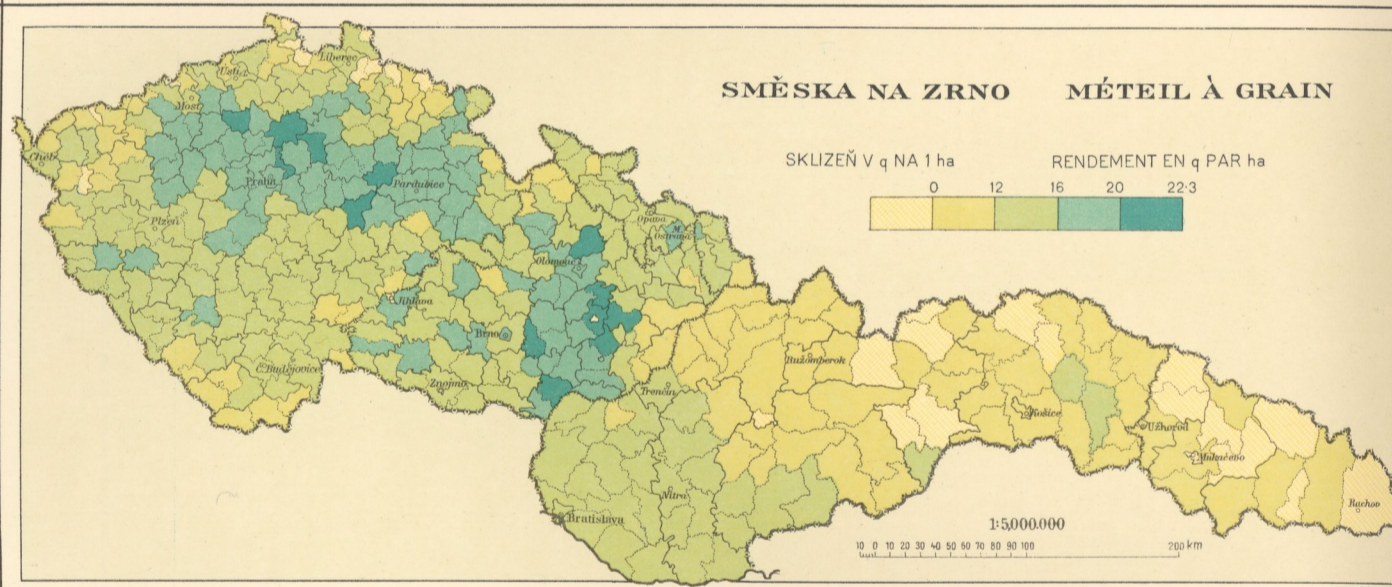 SMĚSKA NA ZRNO MÉTEIL À GRAIN
SKLIZEŇ V q NA 1 ha RENDEMENT EN q PAR ha
0 12 16 20 22·3
Liberec
Ústí
Most
Cheb
Praha
Pardubice
Plzeň
Opava
M. Ostrava
Olomouc
Jihlava
Brno
Č. Budějovice
Znojmo
Ružomberok
Trenčín
Košice
Užhorod
Mukačevo
Nitra
Rachov
Bratislava
1:5,000.000
10 0 10 20 30 40 50 60 70 80 90 100 200 km